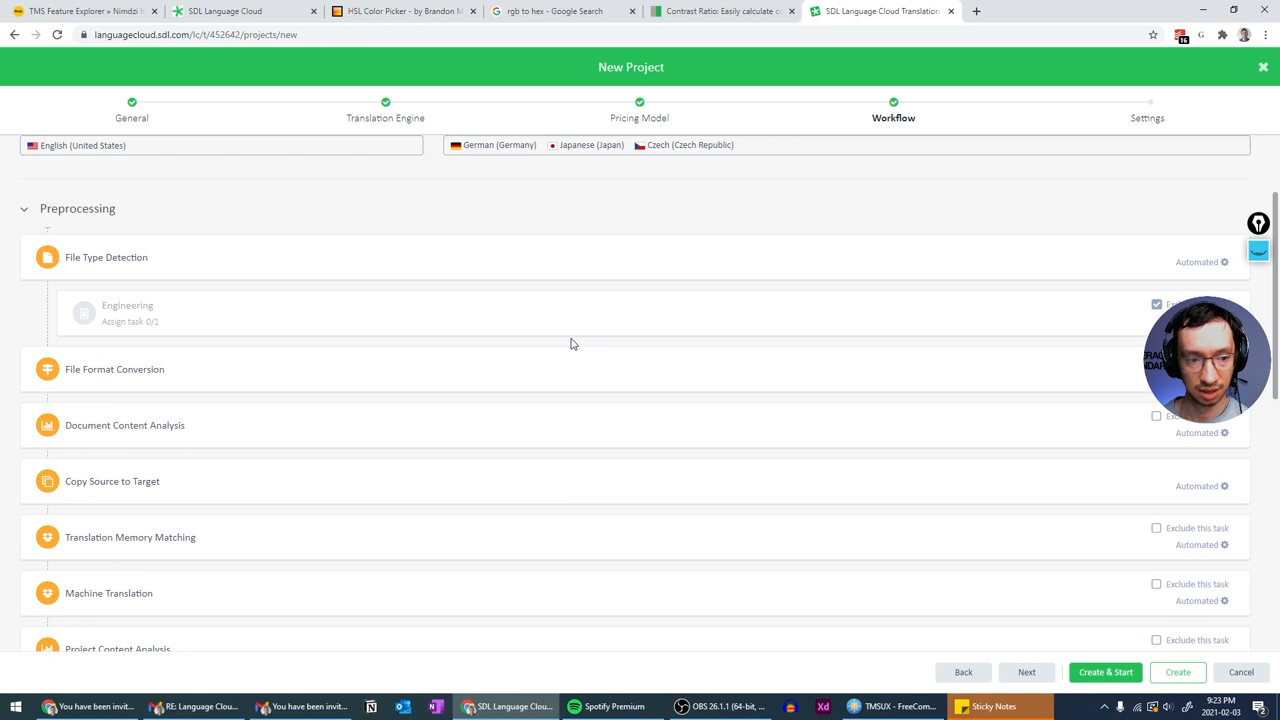 TMS Feature Explorer » Nimdzi In
SDL Language Cloud
HSL Color Picker - by Brandon M
rgb to hex - Google Search
Contrast Ratio: Easily calculate co
SDL Language Cloud Translation
languagecloud.sdl.com/lc/t/452642/projects/new
16
New Project
General
Translation Engine
Pricing Model
Workflow
Settings
English (United States)
German (Germany)
Japanese (Japan)
Czech (Czech Republic)
Preprocessing
File Type Detection
Automated
Engineering
Assign task 0/1
File Format Conversion
Document Content Analysis
Automated
Copy Source to Target
Automated
Translation Memory Matching
Exclude this task
Automated
Machine Translation
Exclude this task
Automated
Project Content Analysis
Exclude this task
Back
Next
Create & Start
Create
Cancel
You have been invit...
RE: Language Clou...
You have been invit...
SDL Language Clou...
Spotify Premium
OBS 26.1.1 (64-bit, ...
TMSUX - FreeCom...
Sticky Notes
9:23 PM
2021-02-03